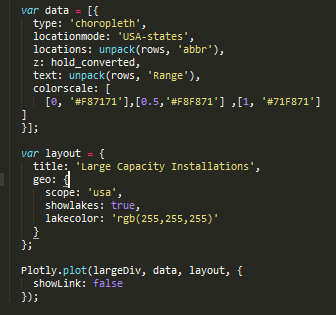 var data = [{
type: 'choropleth',
locationmode: 'USA-states',
locations: unpack(rows, 'abbr'),
z: hold_converted,
text: unpack(rows, 'Range'),
colorscale: [
[0, '#F87171'],[0.5,'#F8F871'] ,[1, '#71F871']
]
}];
var layout = {
title: 'Large Capacity Installations',
geo: {
scope: 'usa',
showlakes: true,
lakecolor: 'rgb(255,255,255)'
}
};
Plotly.plot(largeDiv, data, layout, {
showLink: false
});